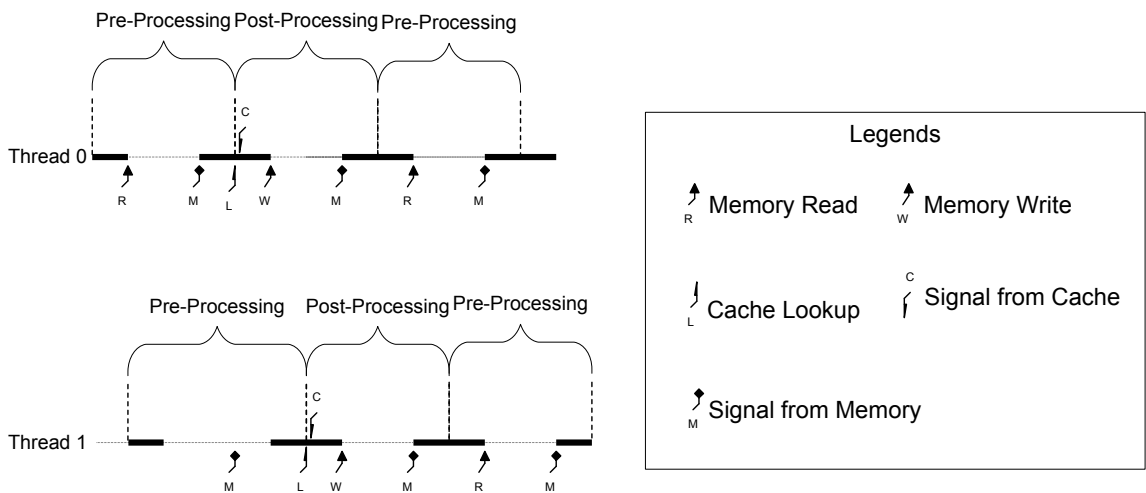 Pre-Processing Post-Processing Pre-Processing
C
Thread 0
R M L W M R M
Pre-Processing Post-Processing Pre-Processing
C
Thread 1
M L W M R M
Legends
R Memory Read W Memory Write
L Cache Lookup C Signal from Cache
M Signal from Memory